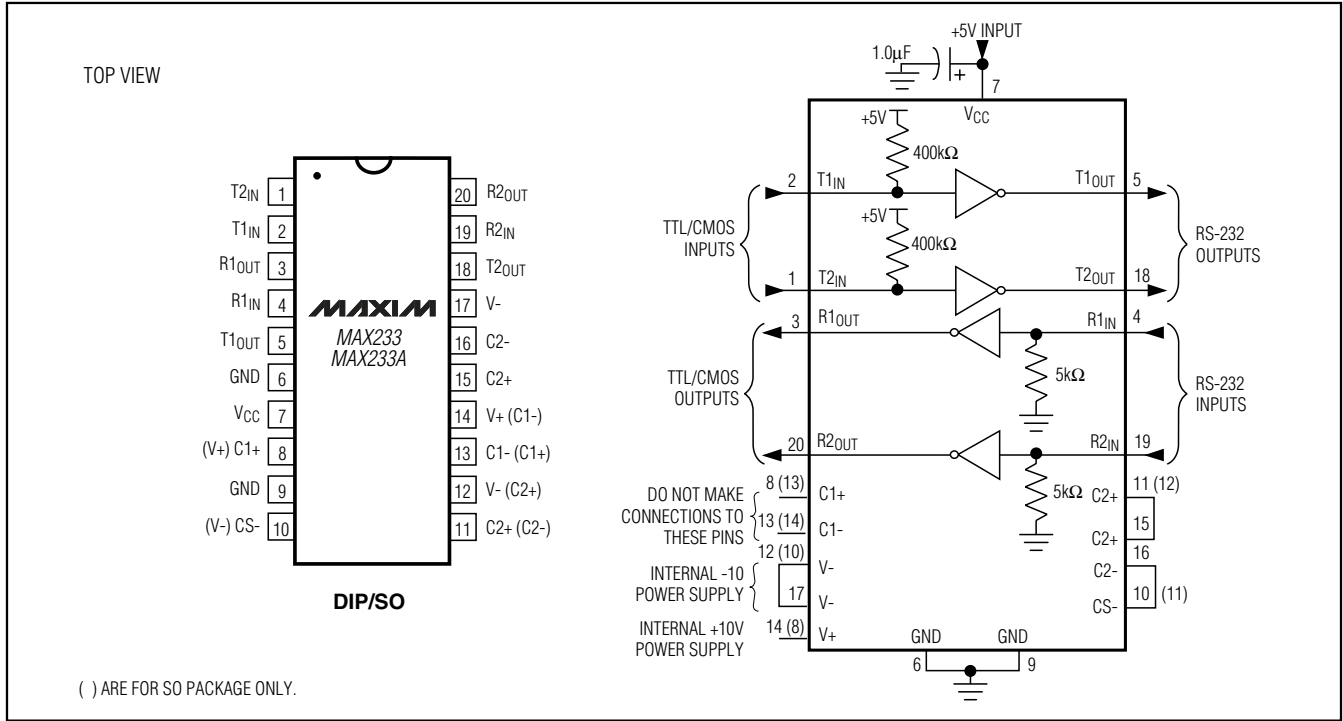 TOP VIEW
T2IN 1
T1IN 2
R1OUT 3
R1IN 4
T1OUT 5
GND 6
VCC 7
(V+) C1+ 8
GND 9
(V-) CS- 10
20 R2OUT
19 R2IN
18 T2OUT
17 V-
16 C2-
15 C2+
14 V+ (C1-)
13 C1- (C1+)
12 V- (C2+)
11 C2+ (C2-)
MAXIM
MAX233
MAX233A
DIP/SO
( ) ARE FOR SO PACKAGE ONLY.
+5V INPUT
1.0µF
+
7
VCC
+5V
400kΩ
2 T1IN
T1OUT 5
+5V
400kΩ
TTL/CMOS
INPUTS
RS-232
OUTPUTS
1 T2IN
T2OUT 18
3 R1OUT
R1IN 4
5kΩ
TTL/CMOS
OUTPUTS
RS-232
INPUTS
20 R2OUT
R2IN 19
5kΩ
DO NOT MAKE
CONNECTIONS TO
THESE PINS
8 (13) C1+
13 (14) C1-
INTERNAL -10
POWER SUPPLY
12 (10) V-
17 V-
INTERNAL +10V
POWER SUPPLY
14 (8) V+
C2+ 11 (12)
C2+ 15
C2- 16
CS- 10 (11)
GND GND
6 9